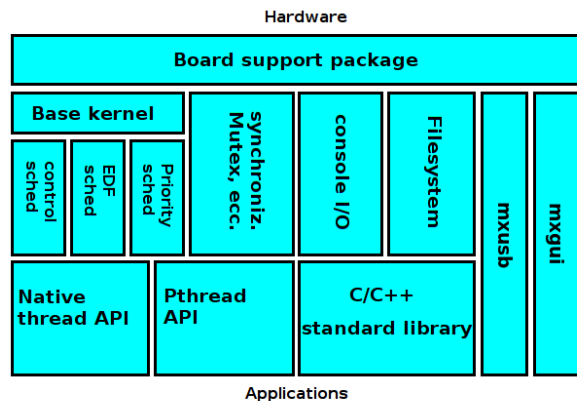 Hardware
Board support package
Base kernel
control
sched
EDF
sched
Priority
sched
synchroniz.
Mutex, ecc.
console I/O
Filesystem
mxusb
mxgui
Native
thread API
Pthread
API
C/C++
standard library
Applications